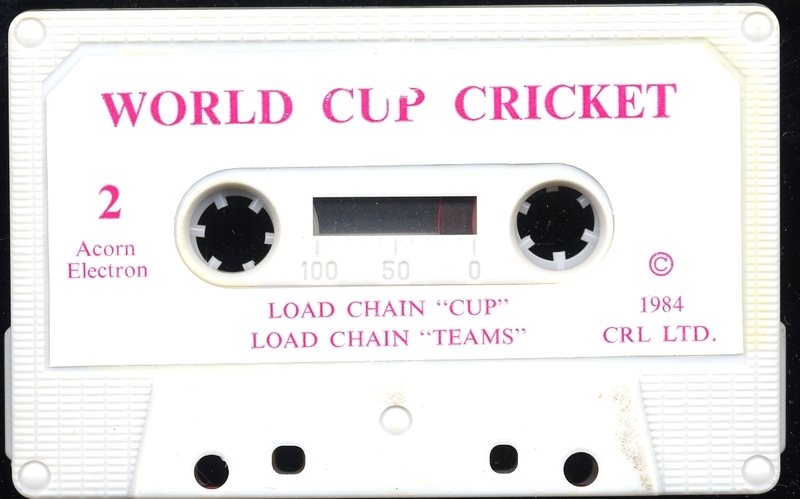 WORLD CUP CRICKET
2
Acorn
Electron
100 50 0
©
LOAD CHAIN “CUP”
LOAD CHAIN “TEAMS”
1984
CRL LTD.